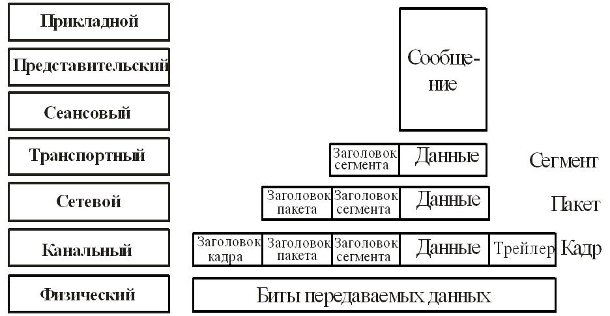 Прикладной
Представительский
Сообще-
ние
Сеансовый
Транспортный
Заголовок
сегмента
Данные
Сегмент
Сетевой
Заголовок
пакета
Заголовок
сегмента
Данные
Пакет
Канальный
Заголовок
кадра
Заголовок
пакета
Заголовок
сегмента
Данные
Трейлер
Кадр
Физический
Биты передаваемых данных